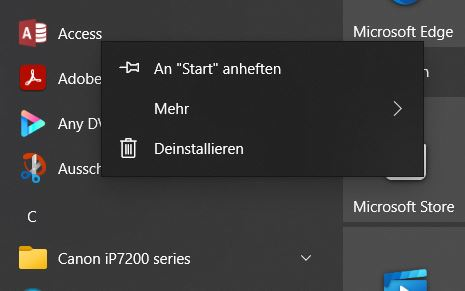 Access
Adobe
Any DV
Aussch
C
Canon iP7200 series
An "Start" anheften
Mehr
Deinstallieren
Microsoft Edge
n
Microsoft Store